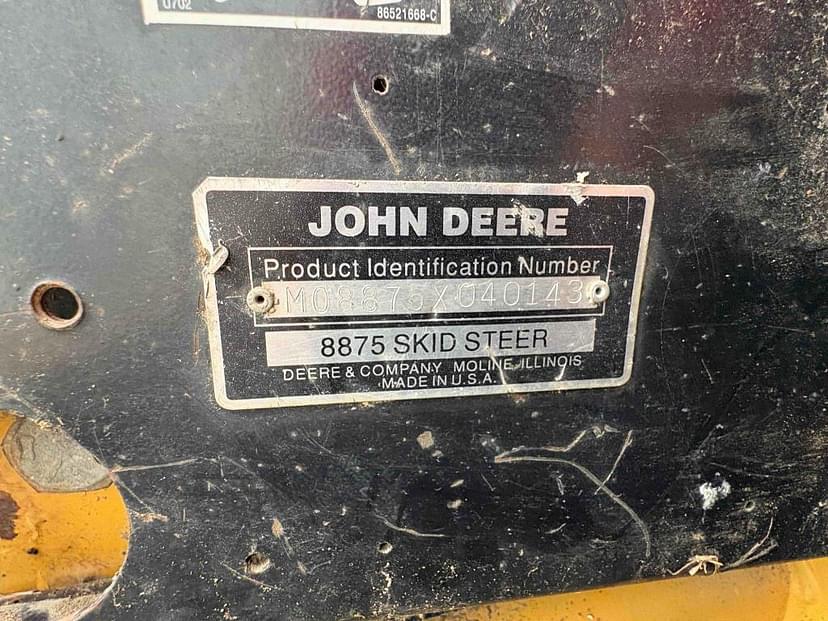 86521668-C
JOHN DEERE
Product Identification Number
M08875X040143
8875 SKID STEER
DEERE & COMPANY MOLINE, ILLINOIS
MADE IN U.S.A.